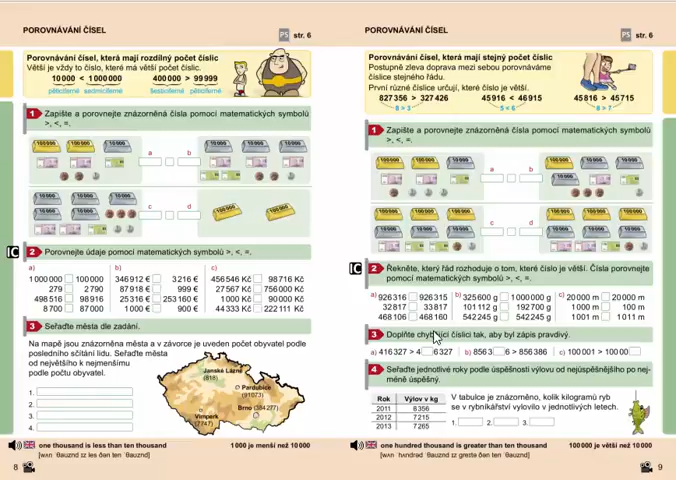 POROVNÁVÁNÍ ČÍSEL
PS str. 6
Porovnávání čísel, která mají rozdílný počet číslic
Větší je vždy to číslo, které má větší počet číslic.
10 000 < 1 000 000 400 000 > 99 999
pěticiferné sedmiciferné šesticiferné pěticiferné
1 Zapište a porovnejte znázorněná čísla pomocí matematických symbolů
>, <, =.
a b
c d
2 Porovnejte údaje pomocí matematických symbolů >, <, =.
a) b) c)
1 000 000 100 000 346 912 € 3 216 € 456 546 Kč 98 716 Kč
279 2 790 87 918 € 999 € 27 567 Kč 756 000 Kč
498 516 98 916 25 316 € 253 160 € 1 000 Kč 90 000 Kč
8 700 87 000 1 000 € 900 € 44 333 Kč 222 111 Kč
3 Seřaďte města dle zadání.
Na mapě jsou znázorněna města a v závorce je uveden počet obyvatel podle
posledního sčítání lidu. Seřaďte města
od největšího k nejmenšímu
podle počtu obyvatel.
1.
2.
3.
4.
Janské Lázně
(818)
Pardubice
(91 073)
Brno (384 277)
Vimperk
(7 747)
one thousand is less than ten thousand 1 000 je menší než 10 000
8
POROVNÁVÁNÍ ČÍSEL
PS str. 6
Porovnávání čísel, která mají stejný počet číslic
Postupně zleva doprava mezi sebou porovnáváme
číslice stejného řádu.
První různé číslice určují, které číslo je větší.
827 356 > 327 426 45 916 < 46 915 45 816 > 45 715
8 > 3 5 < 6 8 > 7
1 Zapište a porovnejte znázorněná čísla pomocí matematických symbolů
>, <, =.
a b
c d
2 Řekněte, který řád rozhoduje o tom, které číslo je větší. Čísla porovnejte
pomocí matematických symbolů >, <, =.
a) 926 316 926 315 b) 325 600 g 1 000 000 g c) 20 000 m 20 000 m
32 817 33 817 101 112 g 192 700 g 1 000 m 100 m
468 106 468 160 542 245 g 542 245 g 1 001 m 10 011 m
3 Doplňte chybějící číslici tak, aby byl zápis pravdivý.
a) 416 327 > 4 6 327 b) 856 3 6 > 856 386 c) 100 001 > 100 00
4 Seřaďte jednotlivé roky podle úspěšnosti výlovu od nejúspěšnějšího po nej-
méně úspěšný.
Rok Výlov v kg
2011 8 356
2012 7 215
2013 7 265
V tabulce je znázorněno, kolik kilogramů ryb
se v rybníkářství vylovilo v jednotlivých letech.
1. 2. 3.
one hundred thousand is greater than ten thousand 100 000 je větší než 10 000
9